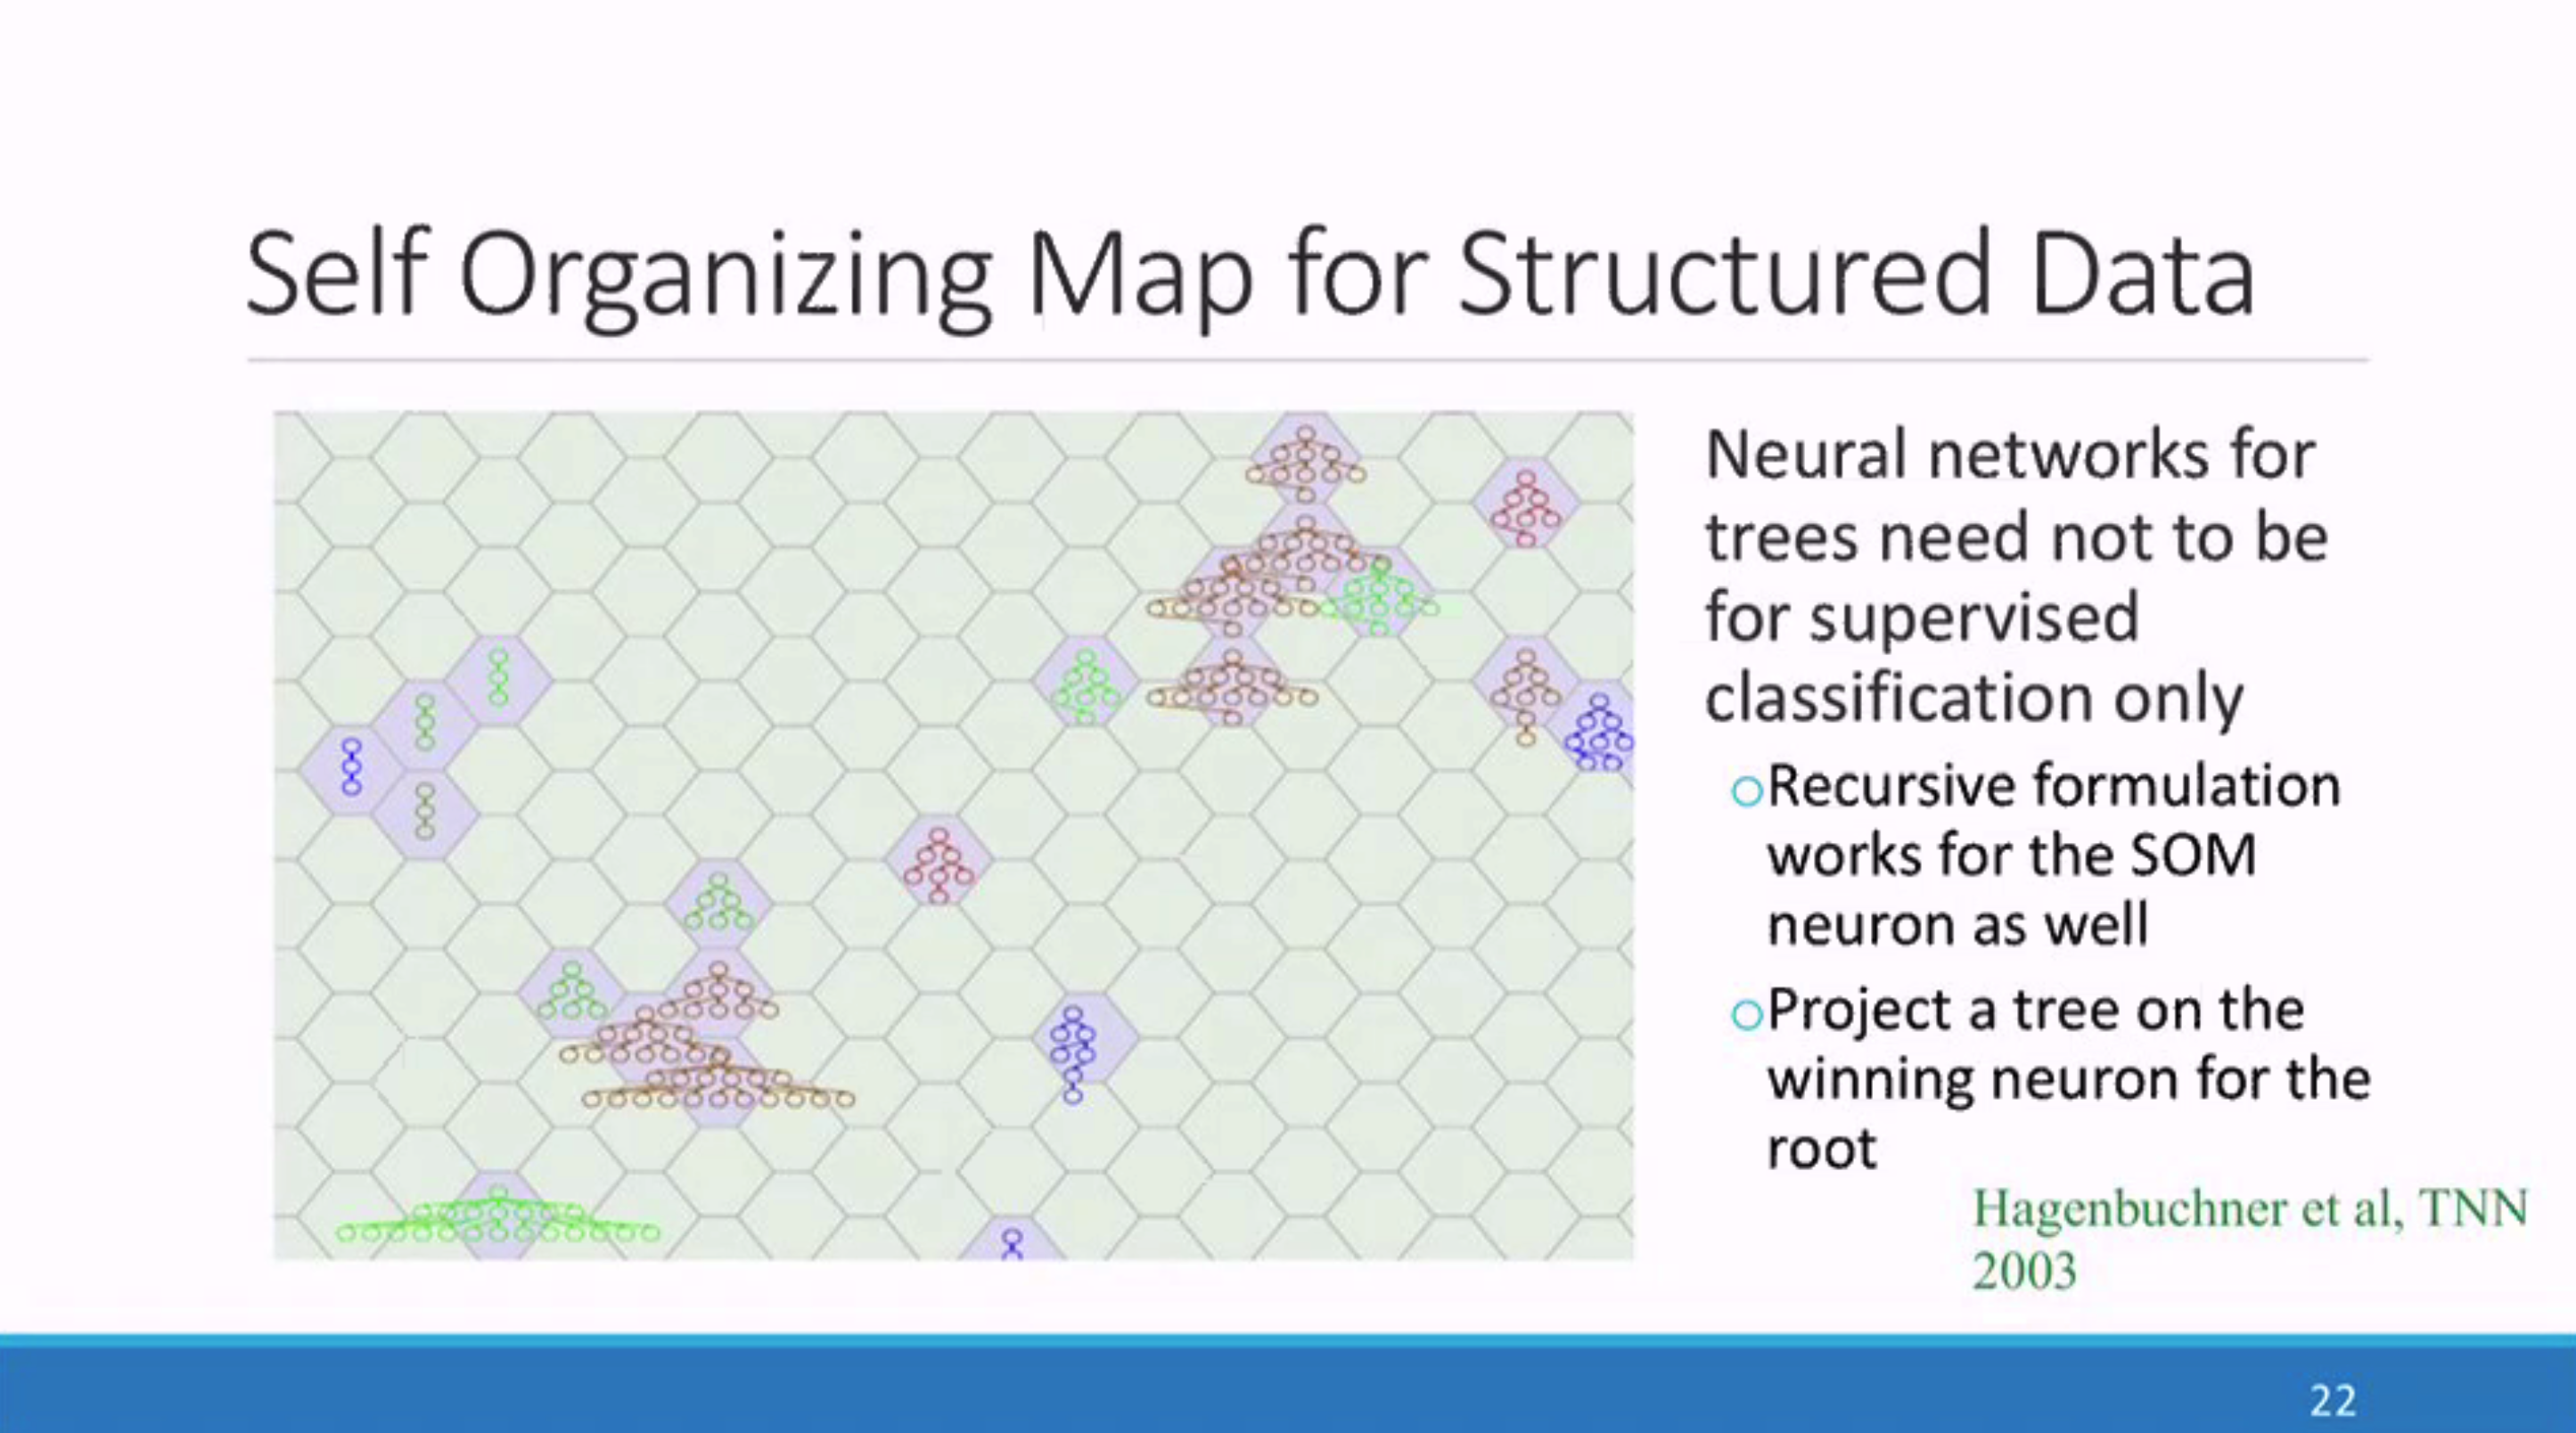 Self Organizing Map for Structured Data
Neural networks for
trees need not to be
for supervised
classification only
Recursive formulation
works for the SOM
neuron as well
Project a tree on the
winning neuron for the
root
Hagenbuchner et al, TNN
2003
22